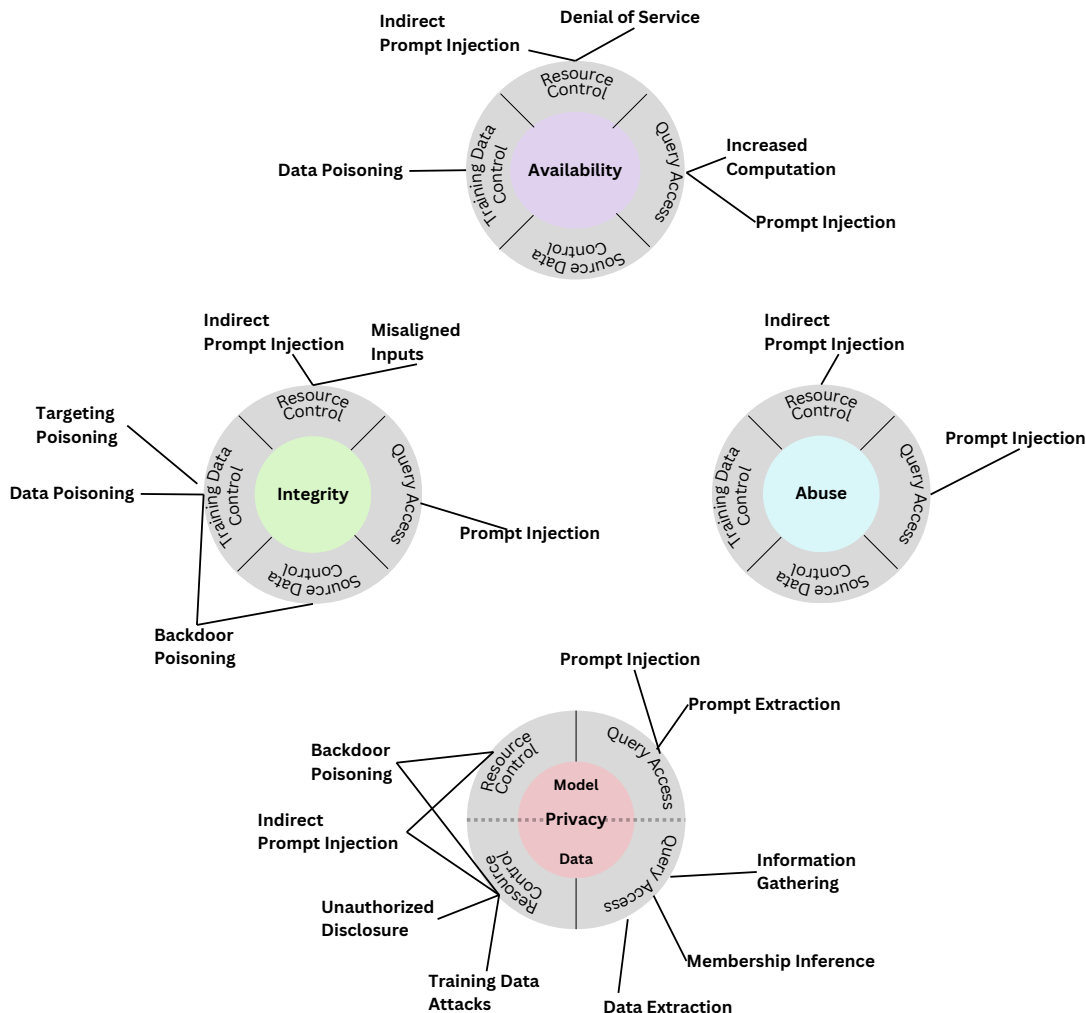 Indirect
Prompt Injection
Denial of Service
Resource
Control
Training Data
Control
Availability
Query Access
Source Data
Control
Data Poisoning
Increased
Computation
Prompt Injection
Indirect
Prompt Injection
Misaligned
Inputs
Targeting
Poisoning
Data Poisoning
Resource
Control
Training Data
Control
Integrity
Query Access
Source Data
Control
Prompt Injection
Backdoor
Poisoning
Indirect
Prompt Injection
Prompt Injection
Resource
Control
Training Data
Control
Abuse
Query Access
Source Data
Control
Prompt Injection
Prompt Extraction
Backdoor
Poisoning
Indirect
Prompt Injection
Resource
Control
Query Access
Model
Privacy
Data
Resource
Control
Query Access
Information
Gathering
Unauthorized
Disclosure
Membership Inference
Training Data
Attacks
Data Extraction